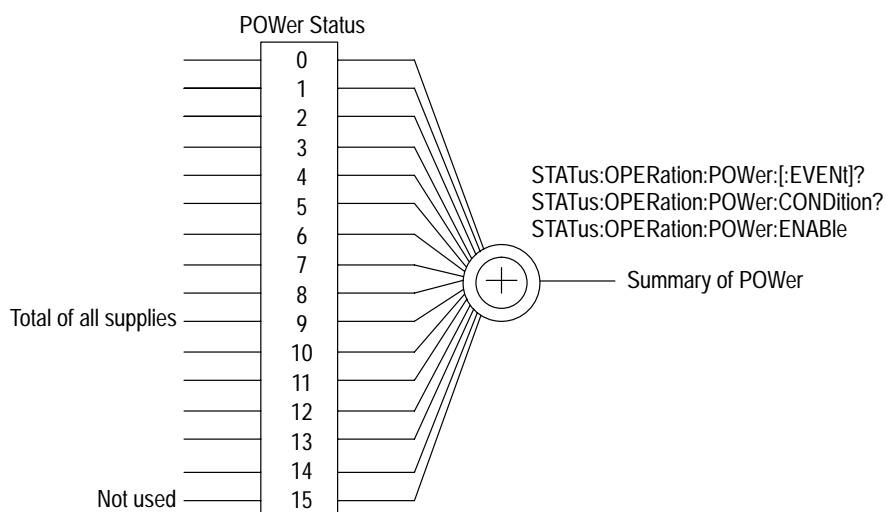 POWer Status
0
1
2
3
4
5
6
7
8
Total of all supplies 9
10
11
12
13
14
Not used 15
STATus:OPERation:POWer:[:EVENt]?
STATus:OPERation:POWer:CONDition?
STATus:OPERation:POWer:ENABle
+
Summary of POWer